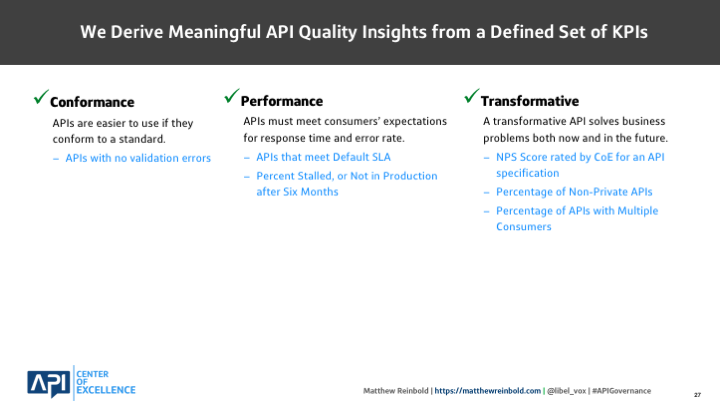 We Derive Meaningful API Quality Insights from a Defined Set of KPIs
✓ Conformance
APIs are easier to use if they
conform to a standard.
– APIs with no validation errors
✓ Performance
APIs must meet consumers’ expectations
for response time and error rate.
– APIs that meet Default SLA
– Percent Stalled, or Not in Production
after Six Months
✓ Transformative
A transformative API solves business
problems both now and in the future.
– NPS Score rated by CoE for an API
specification
– Percentage of Non-Private APIs
– Percentage of APIs with Multiple
Consumers
API
CENTER
OF
EXCELLENCE
Matthew Reinbold | https://matthewreinbold.com | @libel_vox | #APIGovernance
27